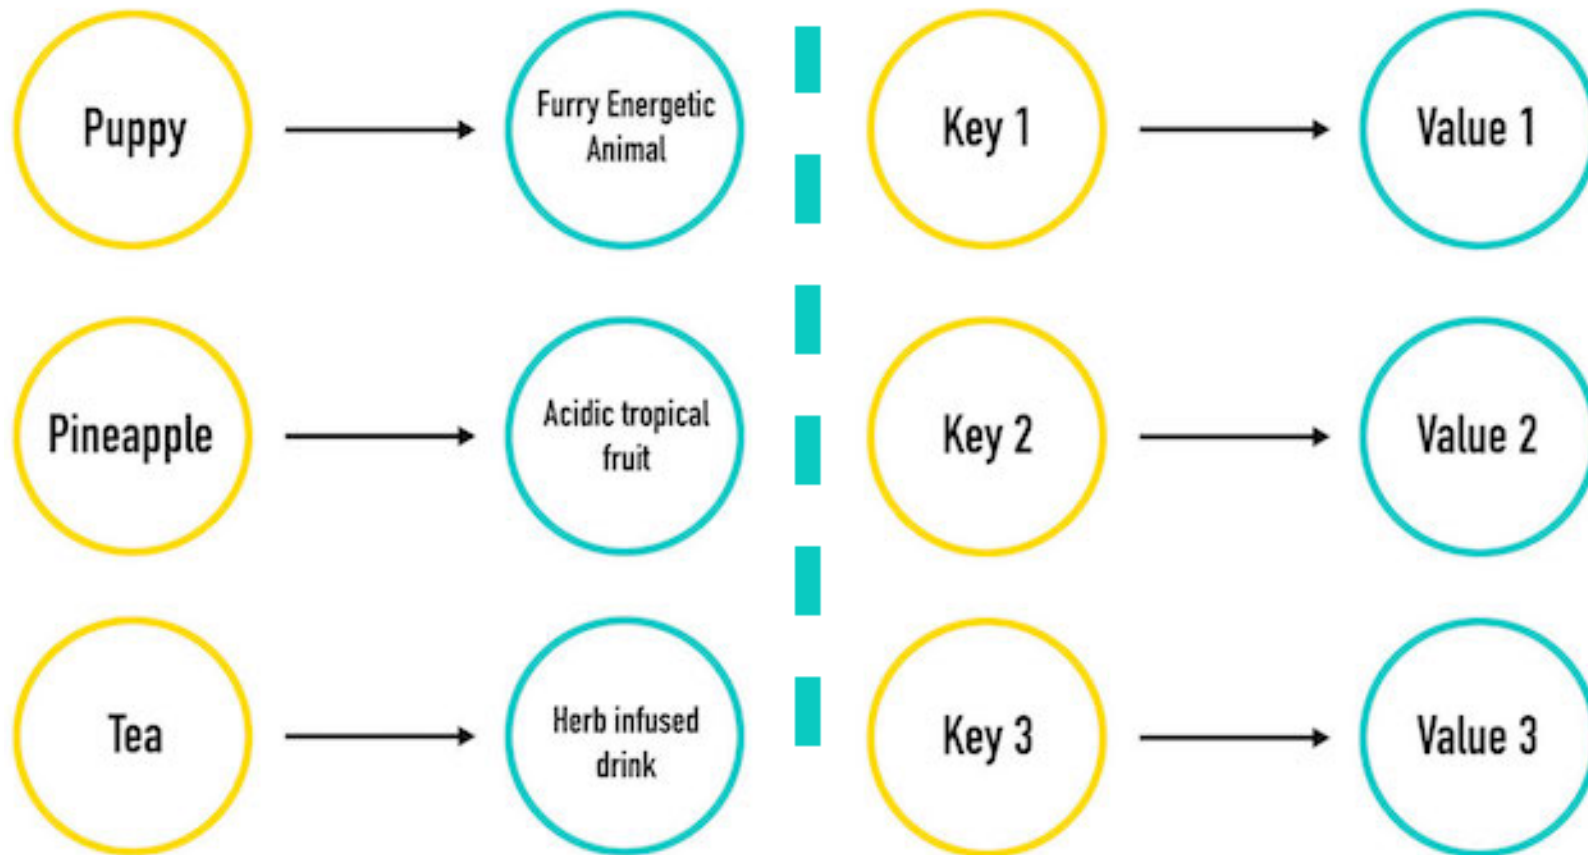 Puppy
Furry Energetic
Animal
Key 1
Value 1
Pineapple
Acidic tropical
fruit
Key 2
Value 2
Tea
Herb infused
drink
Key 3
Value 3